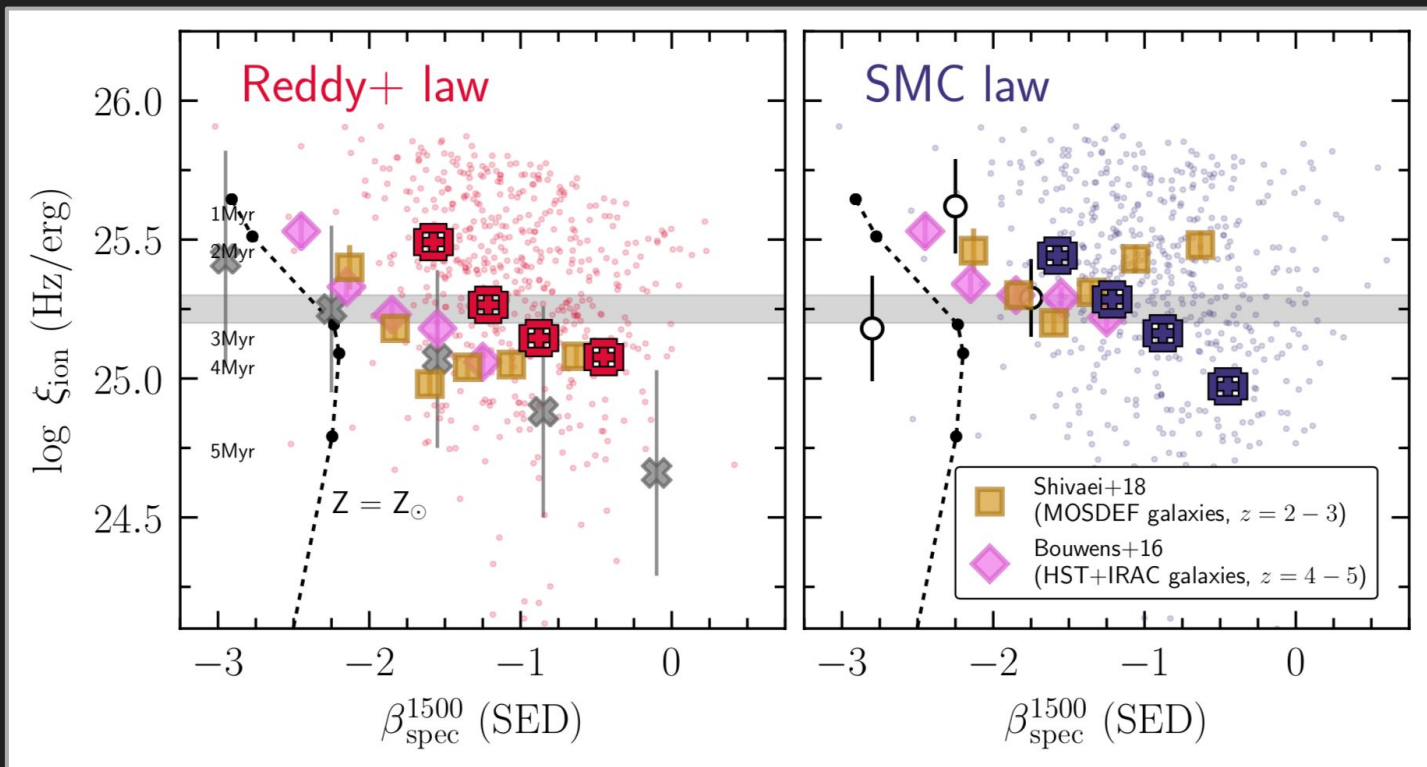 Reddy+ law
SMC law
log ξion (Hz/erg)
26.0
25.5
25.0
24.5
1Myr
2Myr
3Myr
4Myr
5Myr
Z = Z⊙
Shivaei+18
(MOSDEF galaxies, z = 2 − 3)
Bouwens+16
(HST+IRAC galaxies, z = 4 − 5)
−3 −2 −1 0
−3 −2 −1 0
β1500spec (SED)
β1500spec (SED)